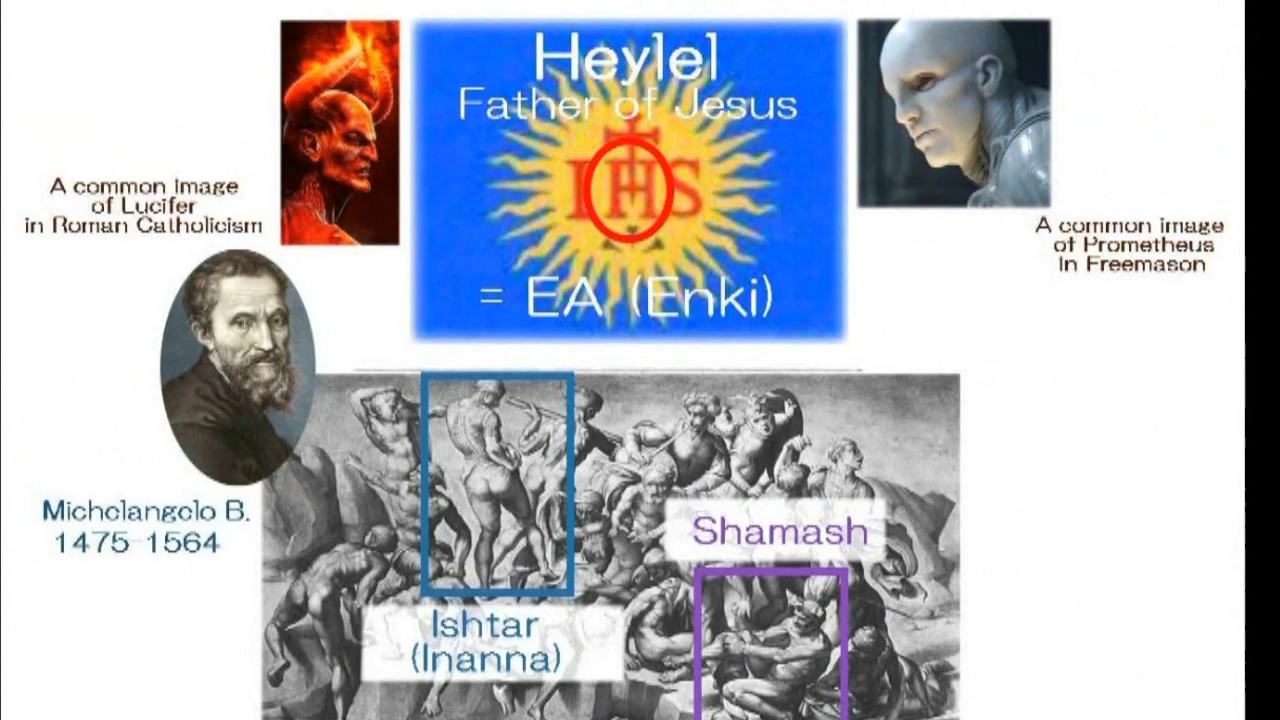 Heylel
Father of Jesus
IHS
= EA (Enki)
A common image
of Lucifer
in Roman Catholicism
A common image
of Prometheus
In Freemason
Michelangelo B.
1475-1564
Shamash
Ishtar
(Inanna)